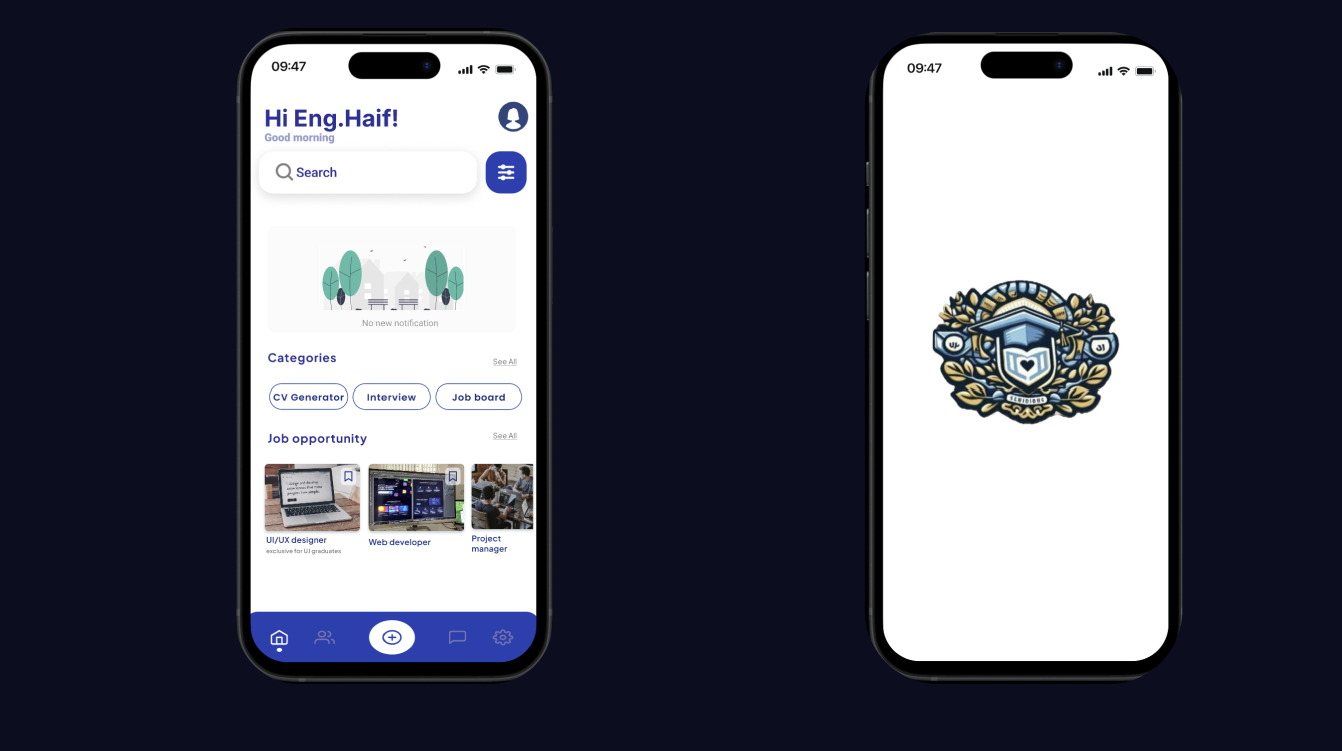 09:47
Hi Eng.Haif!
Good morning
Search
No new notification
Categories
See All
CV Generator
Interview
Job board
Job opportunity
See All
UI/UX designer
exclusive for UJ graduates
Web developer
Project
manager
09:47
UJ